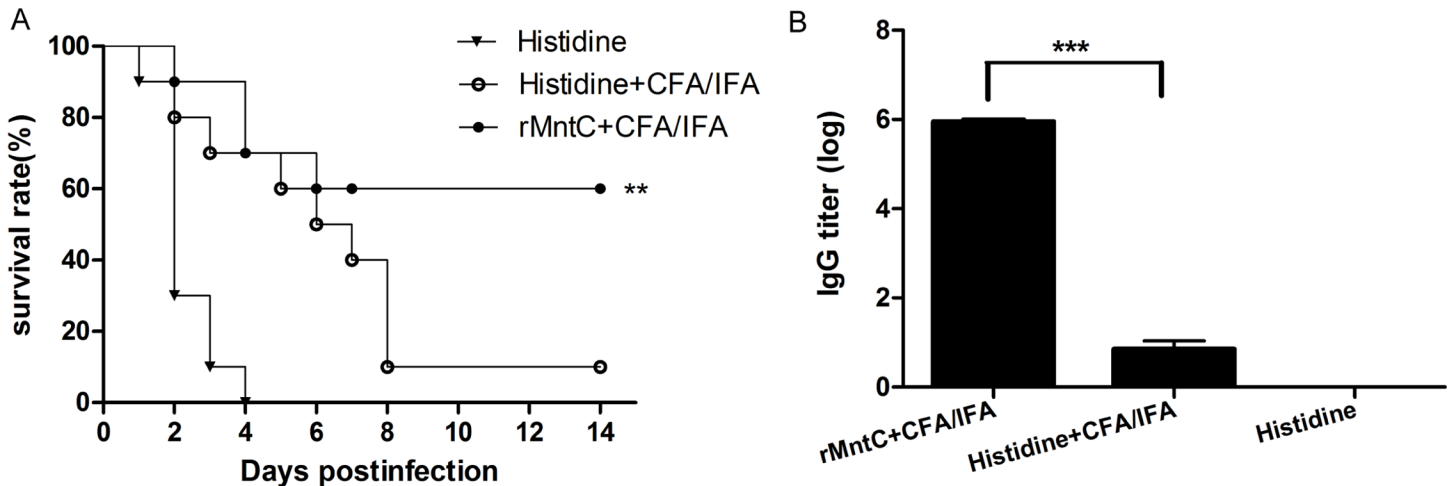 A
survival rate(%)
100
80
60
40
20
0
0 2 4 6 8 10 12 14
Days postinfection
Histidine
Histidine+CFA/IFA
rMntC+CFA/IFA
**
B
IgG titer (log)
8
6
4
2
0
***
rMntC+CFA/IFA
Histidine+CFA/IFA
Histidine